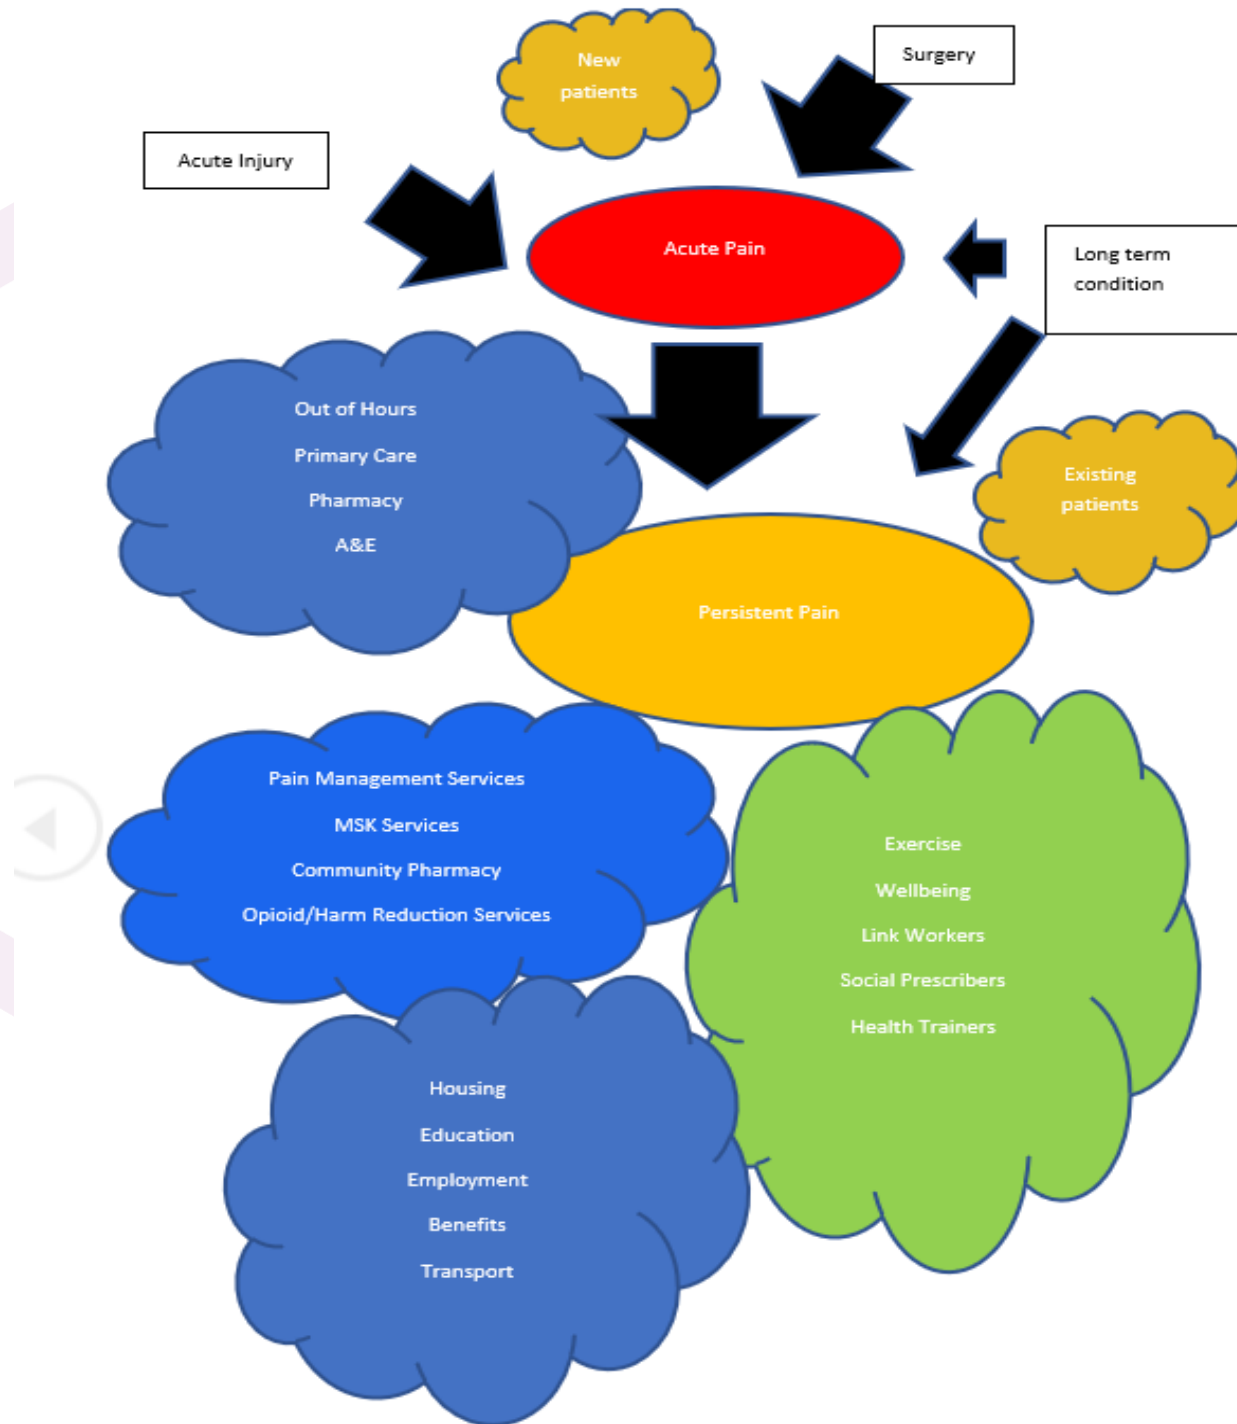 New
patients
Surgery
Acute Injury
Acute Pain
Long term
condition
Out of Hours
Primary Care
Pharmacy
A&E
Existing
patients
Persistent Pain
Pain Management Services
MSK Services
Community Pharmacy
Opioid/Harm Reduction Services
Exercise
Wellbeing
Link Workers
Social Prescribers
Health Trainers
Housing
Education
Employment
Benefits
Transport